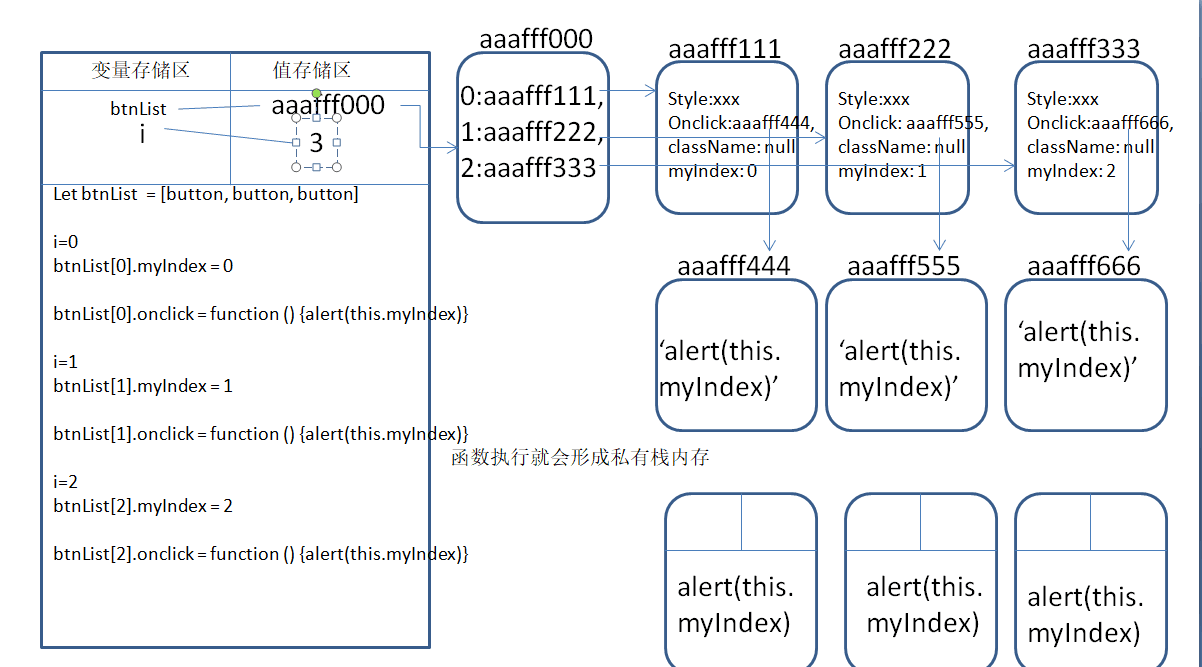 变量存储区
值存储区
btnList
aaafff000
i
3
Let btnList = [button, button, button]
i=0
btnList[0].myIndex = 0
btnList[0].onclick = function () {alert(this.myIndex)}
i=1
btnList[1].myIndex = 1
btnList[1].onclick = function () {alert(this.myIndex)}
i=2
btnList[2].myIndex = 2
btnList[2].onclick = function () {alert(this.myIndex)}
aaafff000
0:aaafff111,
1:aaafff222,
2:aaafff333
aaafff111
Style:xxx
Onclick:aaafff444,
className: null
myIndex: 0
aaafff222
Style:xxx
Onclick: aaafff555,
className: null
myIndex: 1
aaafff333
Style:xxx
Onclick:aaafff666,
className: null
myIndex: 2
aaafff444
‘alert(this.
myIndex)’
aaafff555
‘alert(this.
myIndex)’
aaafff666
‘alert(this.
myIndex)’
函数执行就会形成私有栈内存
alert(this.
myIndex)
alert(this.
myIndex)
alert(this.
myIndex)